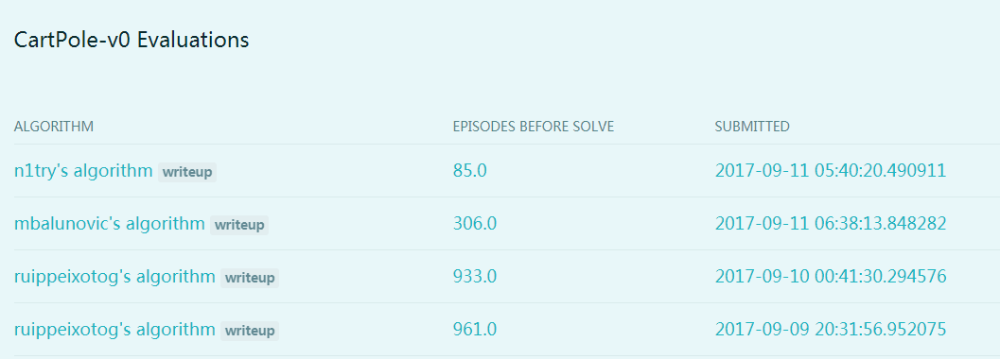 CartPole-v0 Evaluations
ALGORITHM EPISODES BEFORE SOLVE SUBMITTED
n1try's algorithm writeup 85.0 2017-09-11 05:40:20.490911
mbalunovic's algorithm writeup 306.0 2017-09-11 06:38:13.848282
ruippeixotog's algorithm writeup 933.0 2017-09-10 00:41:30.294576
ruippeixotog's algorithm writeup 961.0 2017-09-09 20:31:56.952075